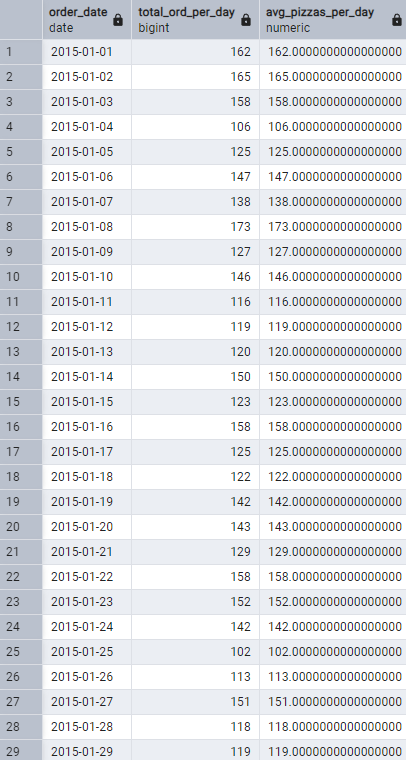 order_date total_ord_per_day avg_pizzas_per_day
date bigint numeric
1 2015-01-01 162 162.0000000000000000
2 2015-01-02 165 165.0000000000000000
3 2015-01-03 158 158.0000000000000000
4 2015-01-04 106 106.0000000000000000
5 2015-01-05 125 125.0000000000000000
6 2015-01-06 147 147.0000000000000000
7 2015-01-07 138 138.0000000000000000
8 2015-01-08 173 173.0000000000000000
9 2015-01-09 127 127.0000000000000000
10 2015-01-10 146 146.0000000000000000
11 2015-01-11 116 116.0000000000000000
12 2015-01-12 119 119.0000000000000000
13 2015-01-13 120 120.0000000000000000
14 2015-01-14 150 150.0000000000000000
15 2015-01-15 123 123.0000000000000000
16 2015-01-16 158 158.0000000000000000
17 2015-01-17 125 125.0000000000000000
18 2015-01-18 122 122.0000000000000000
19 2015-01-19 142 142.0000000000000000
20 2015-01-20 143 143.0000000000000000
21 2015-01-21 129 129.0000000000000000
22 2015-01-22 158 158.0000000000000000
23 2015-01-23 152 152.0000000000000000
24 2015-01-24 142 142.0000000000000000
25 2015-01-25 102 102.0000000000000000
26 2015-01-26 113 113.0000000000000000
27 2015-01-27 151 151.0000000000000000
28 2015-01-28 118 118.0000000000000000
29 2015-01-29 119 119.0000000000000000